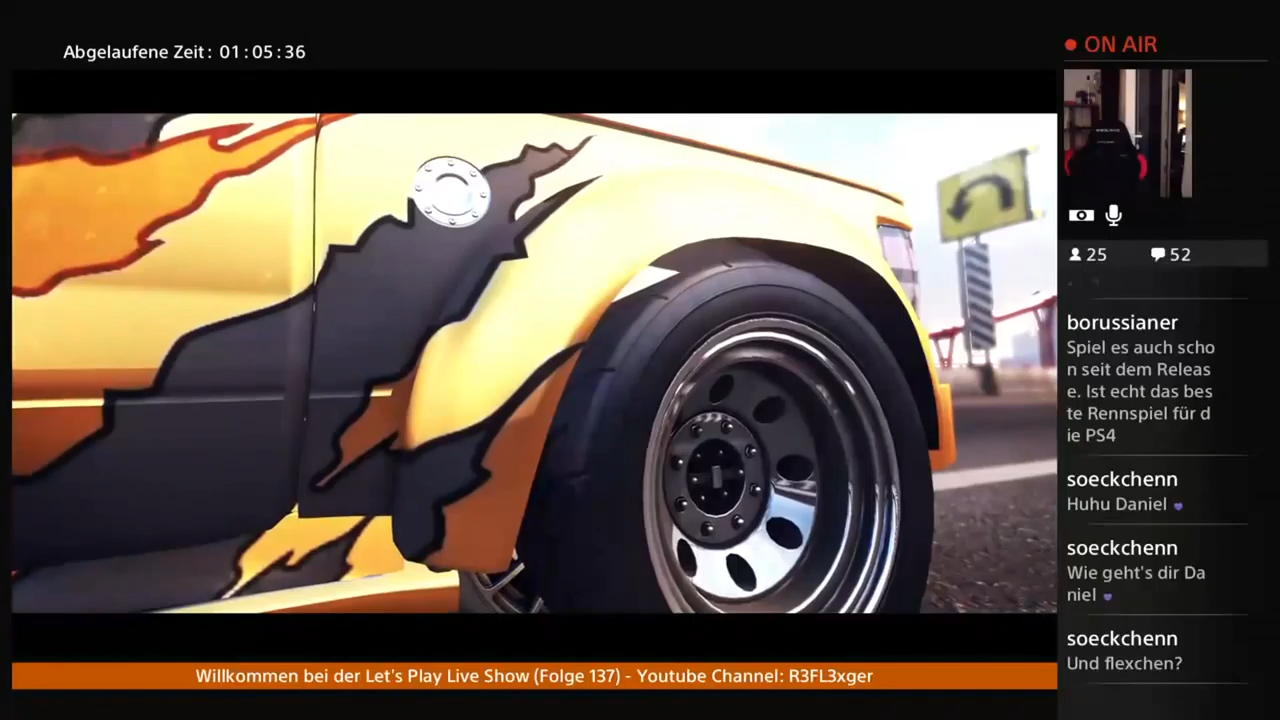 Abgelaufene Zeit: 01:05:36
ON AIR
25 52
borussianer
Spiel es auch scho
n seit dem Releas
e. Ist echt das bes
te Rennspiel für d
ie PS4
soeckchenn
Huhu Daniel
soeckchenn
Wie geht's dir Da
niel
soeckchenn
Und flexchen?
Willkommen bei der Let's Play Live Show (Folge 137) - Youtube Channel: R3FL3xger